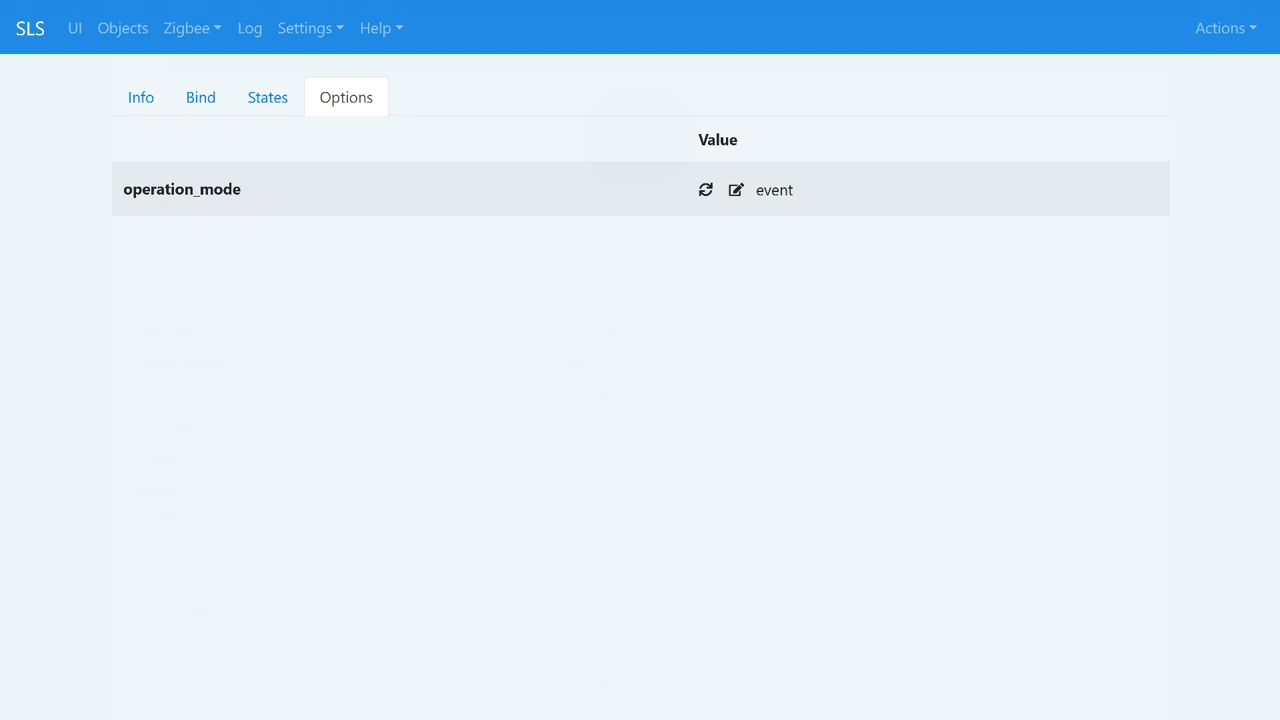 SLS UI Objects Zigbee Log Settings Help Actions
Info Bind States Options
Value
operation_mode event